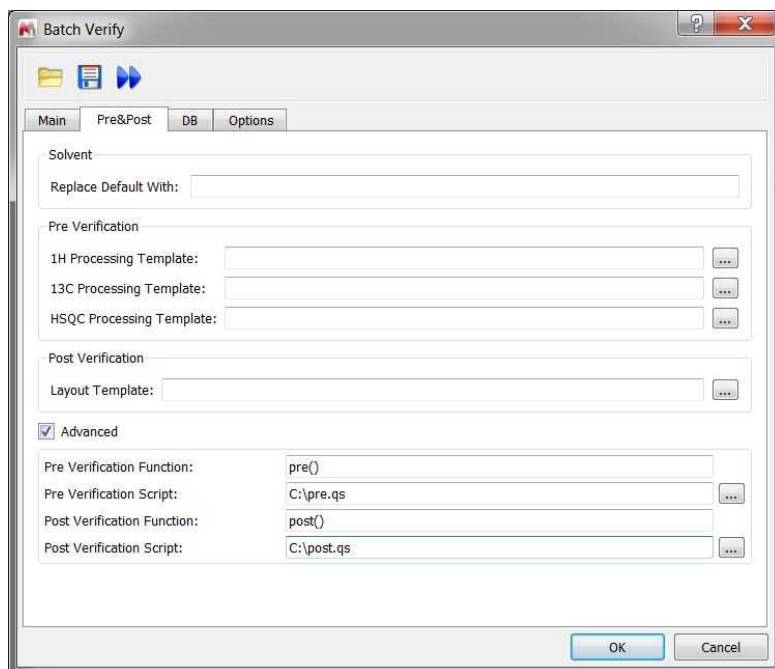 Batch Verify
Main Pre&Post DB Options
Solvent
Replace Default With:
Pre Verification
1H Processing Template: ...
13C Processing Template: ...
HSQC Processing Template: ...
Post Verification
Layout Template: ...
Advanced
Pre Verification Function: pre()
Pre Verification Script: C:\pre.qs ...
Post Verification Function: post()
Post Verification Script: C:\post.qs ...
OK Cancel